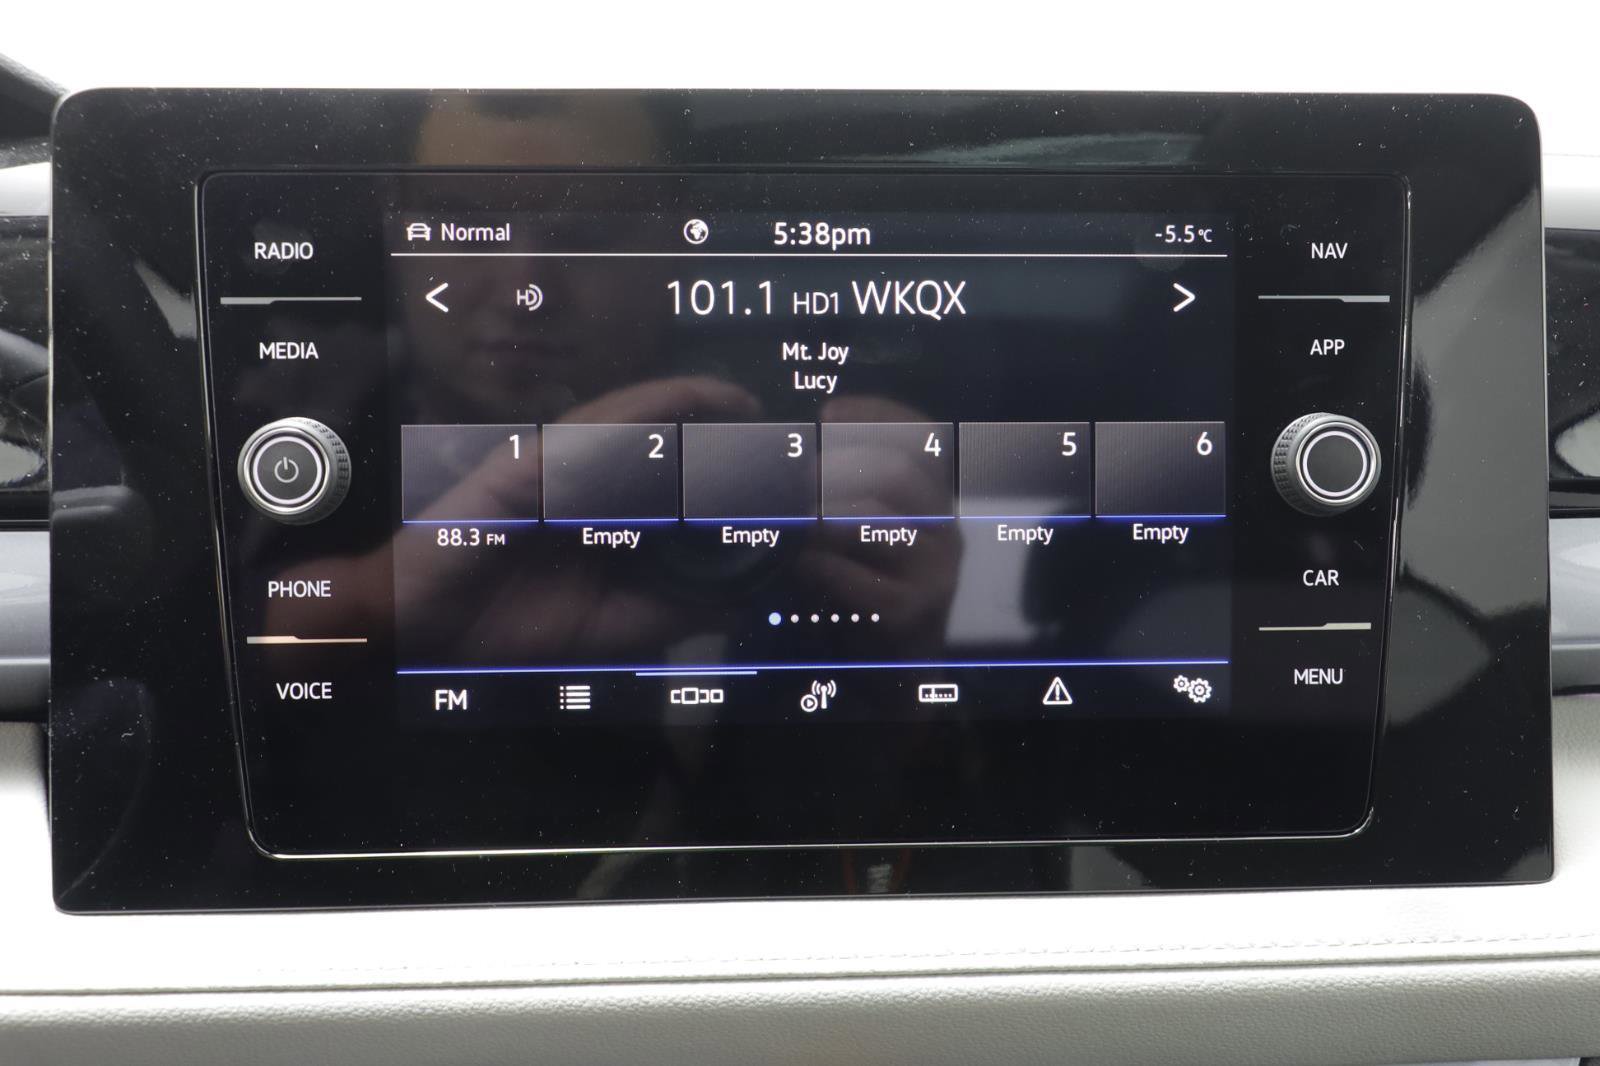 RADIO
MEDIA
PHONE
VOICE
Normal 5:38pm -5.5°C
HD 101.1 HD1 WKQX
Mt. Joy
Lucy
1 2 3 4 5 6
88.3 FM Empty Empty Empty Empty Empty
FM
NAV
APP
CAR
MENU